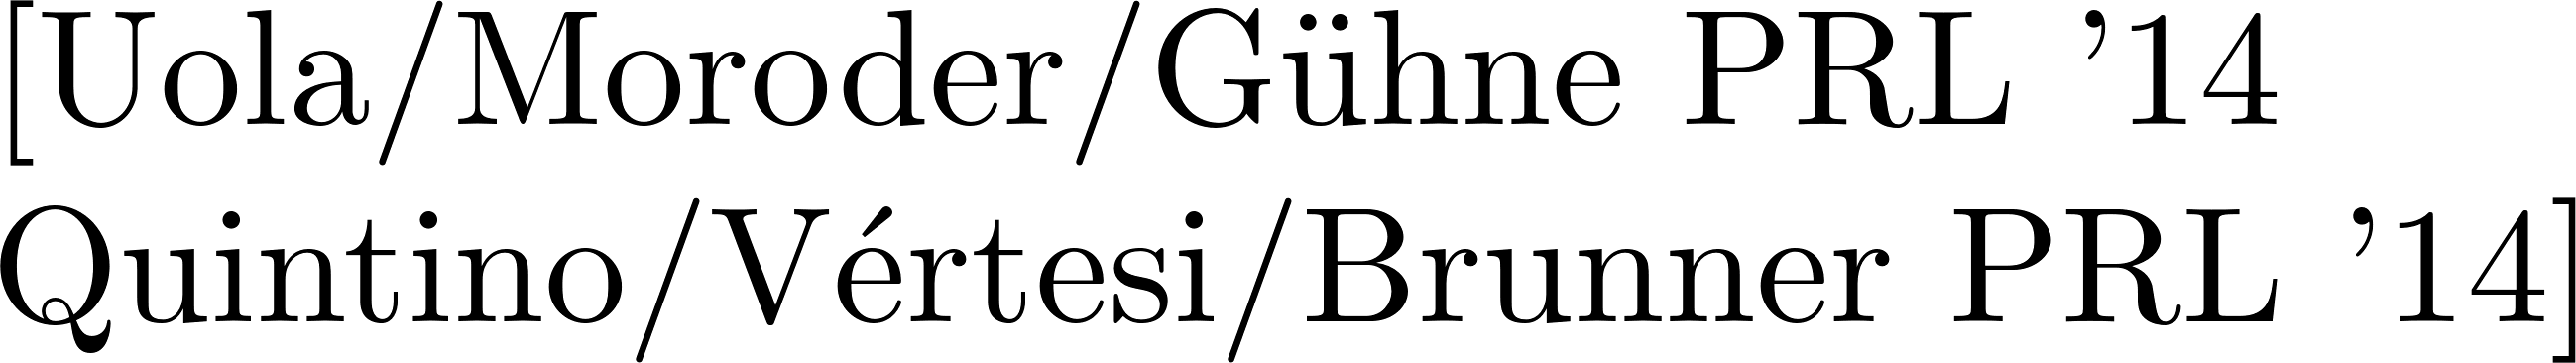 [Uola/Moroder/Gühne PRL ’14
Quintino/Vértesi/Brunner PRL ’14]